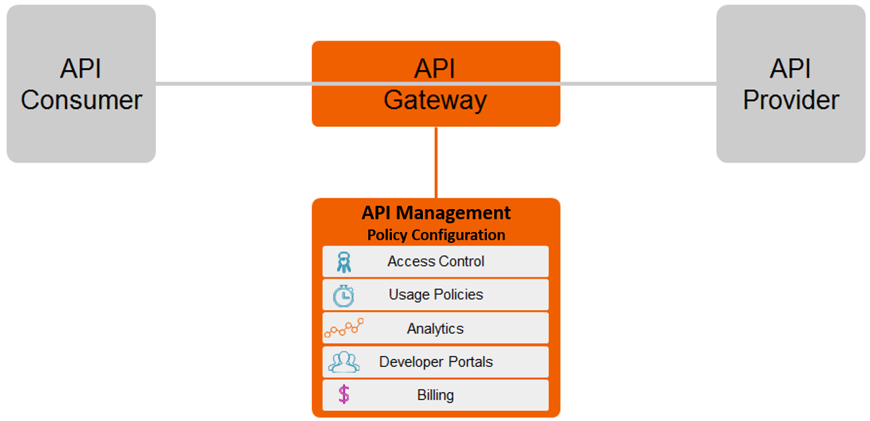 API
Consumer
API
Gateway
API
Provider
API Management
Policy Configuration
Access Control
Usage Policies
Analytics
Developer Portals
$ Billing